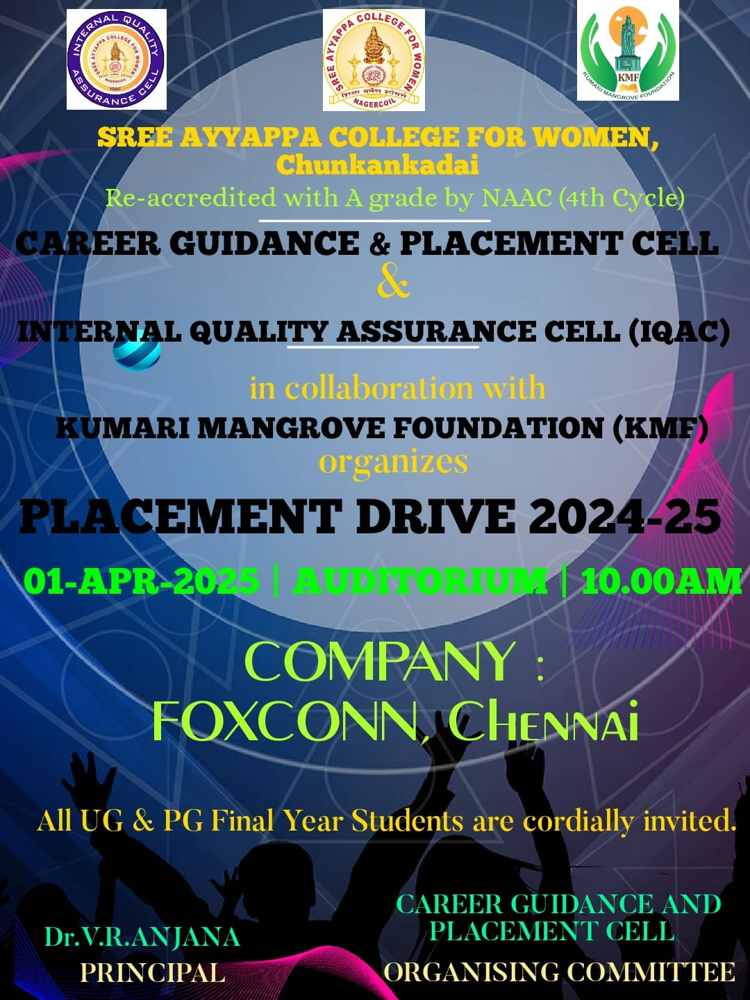 INTERNAL QUALITY ASSURANCE CELL
SREE AYYAPPA COLLEGE FOR WOMEN
NAGERCOIL
IQAC
SREE AYYAPPA COLLEGE FOR WOMEN
NAGERCOIL
KMF
KUMARI MANGROVE FOUNDATION
SREE AYYAPPA COLLEGE FOR WOMEN,
Chunkankadai
Re-accredited with A grade by NAAC (4th Cycle)
CAREER GUIDANCE & PLACEMENT CELL
&
INTERNAL QUALITY ASSURANCE CELL (IQAC)
in collaboration with
KUMARI MANGROVE FOUNDATION (KMF)
organizes
PLACEMENT DRIVE 2024-25
01-APR-2025 | AUDITORIUM | 10.00AM
COMPANY :
FOXCONN, Chennai
All UG & PG Final Year Students are cordially invited.
CAREER GUIDANCE AND
PLACEMENT CELL
Dr.V.R.ANJANA
PRINCIPAL
ORGANISING COMMITTEE